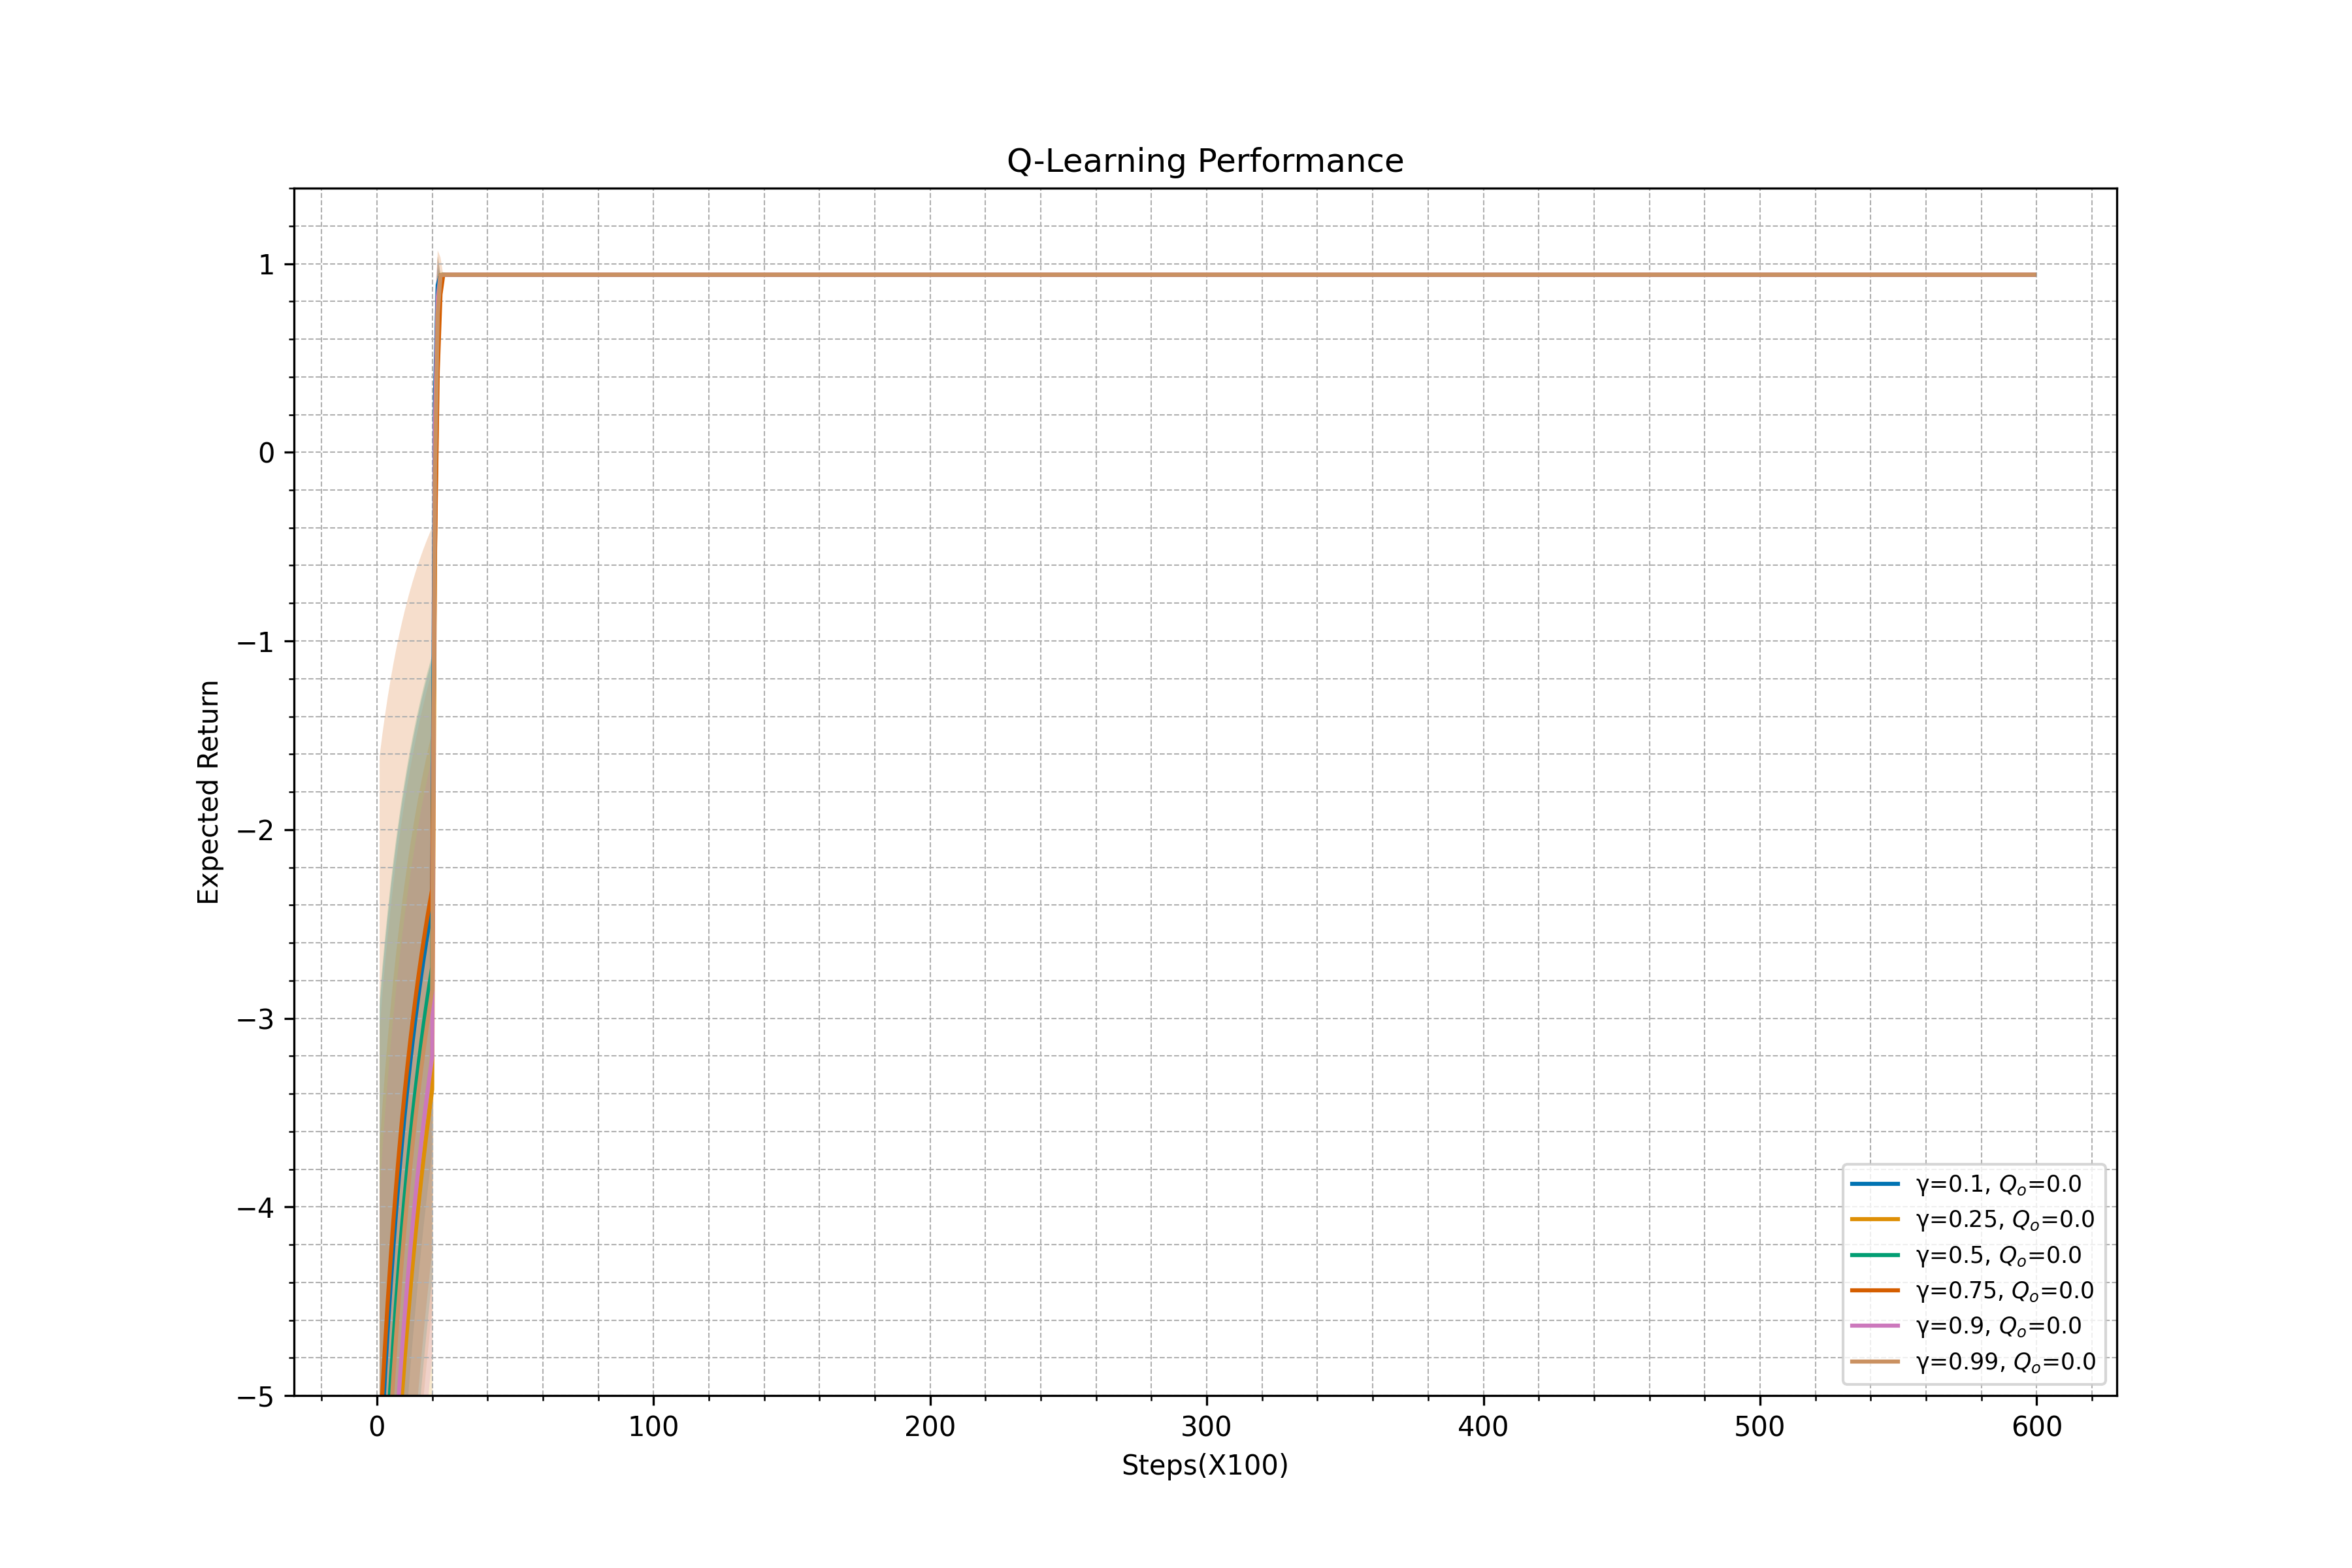 Q-Learning Performance
Expected Return
1
0
−1
−2
−3
−4
−5
0 100 200 300 400 500 600
Steps(X100)
γ=0.1, Qₒ=0.0
γ=0.25, Qₒ=0.0
γ=0.5, Qₒ=0.0
γ=0.75, Qₒ=0.0
γ=0.9, Qₒ=0.0
γ=0.99, Qₒ=0.0